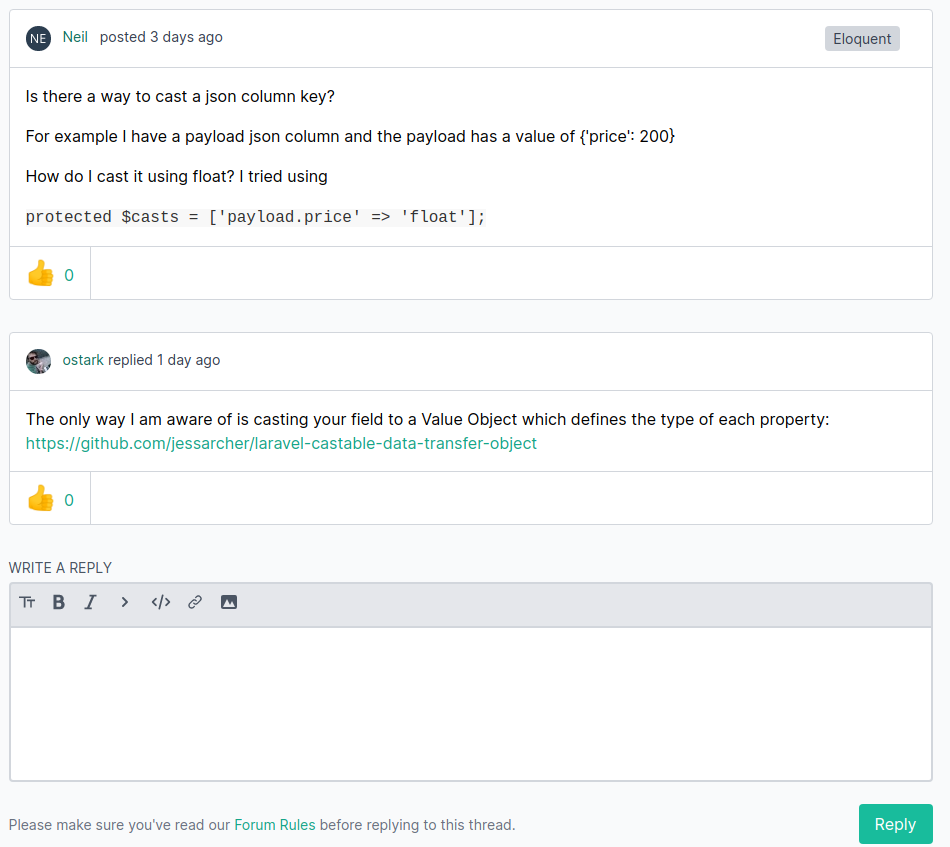 NE Neil posted 3 days ago Eloquent
Is there a way to cast a json column key?
For example I have a payload json column and the payload has a value of {'price': 200}
How do I cast it using float? I tried using
protected $casts = ['payload.price' => 'float'];
0
ostark replied 1 day ago
The only way I am aware of is casting your field to a Value Object which defines the type of each property:
https://github.com/jessarcher/laravel-castable-data-transfer-object
0
WRITE A REPLY
Please make sure you've read our Forum Rules before replying to this thread.
Reply